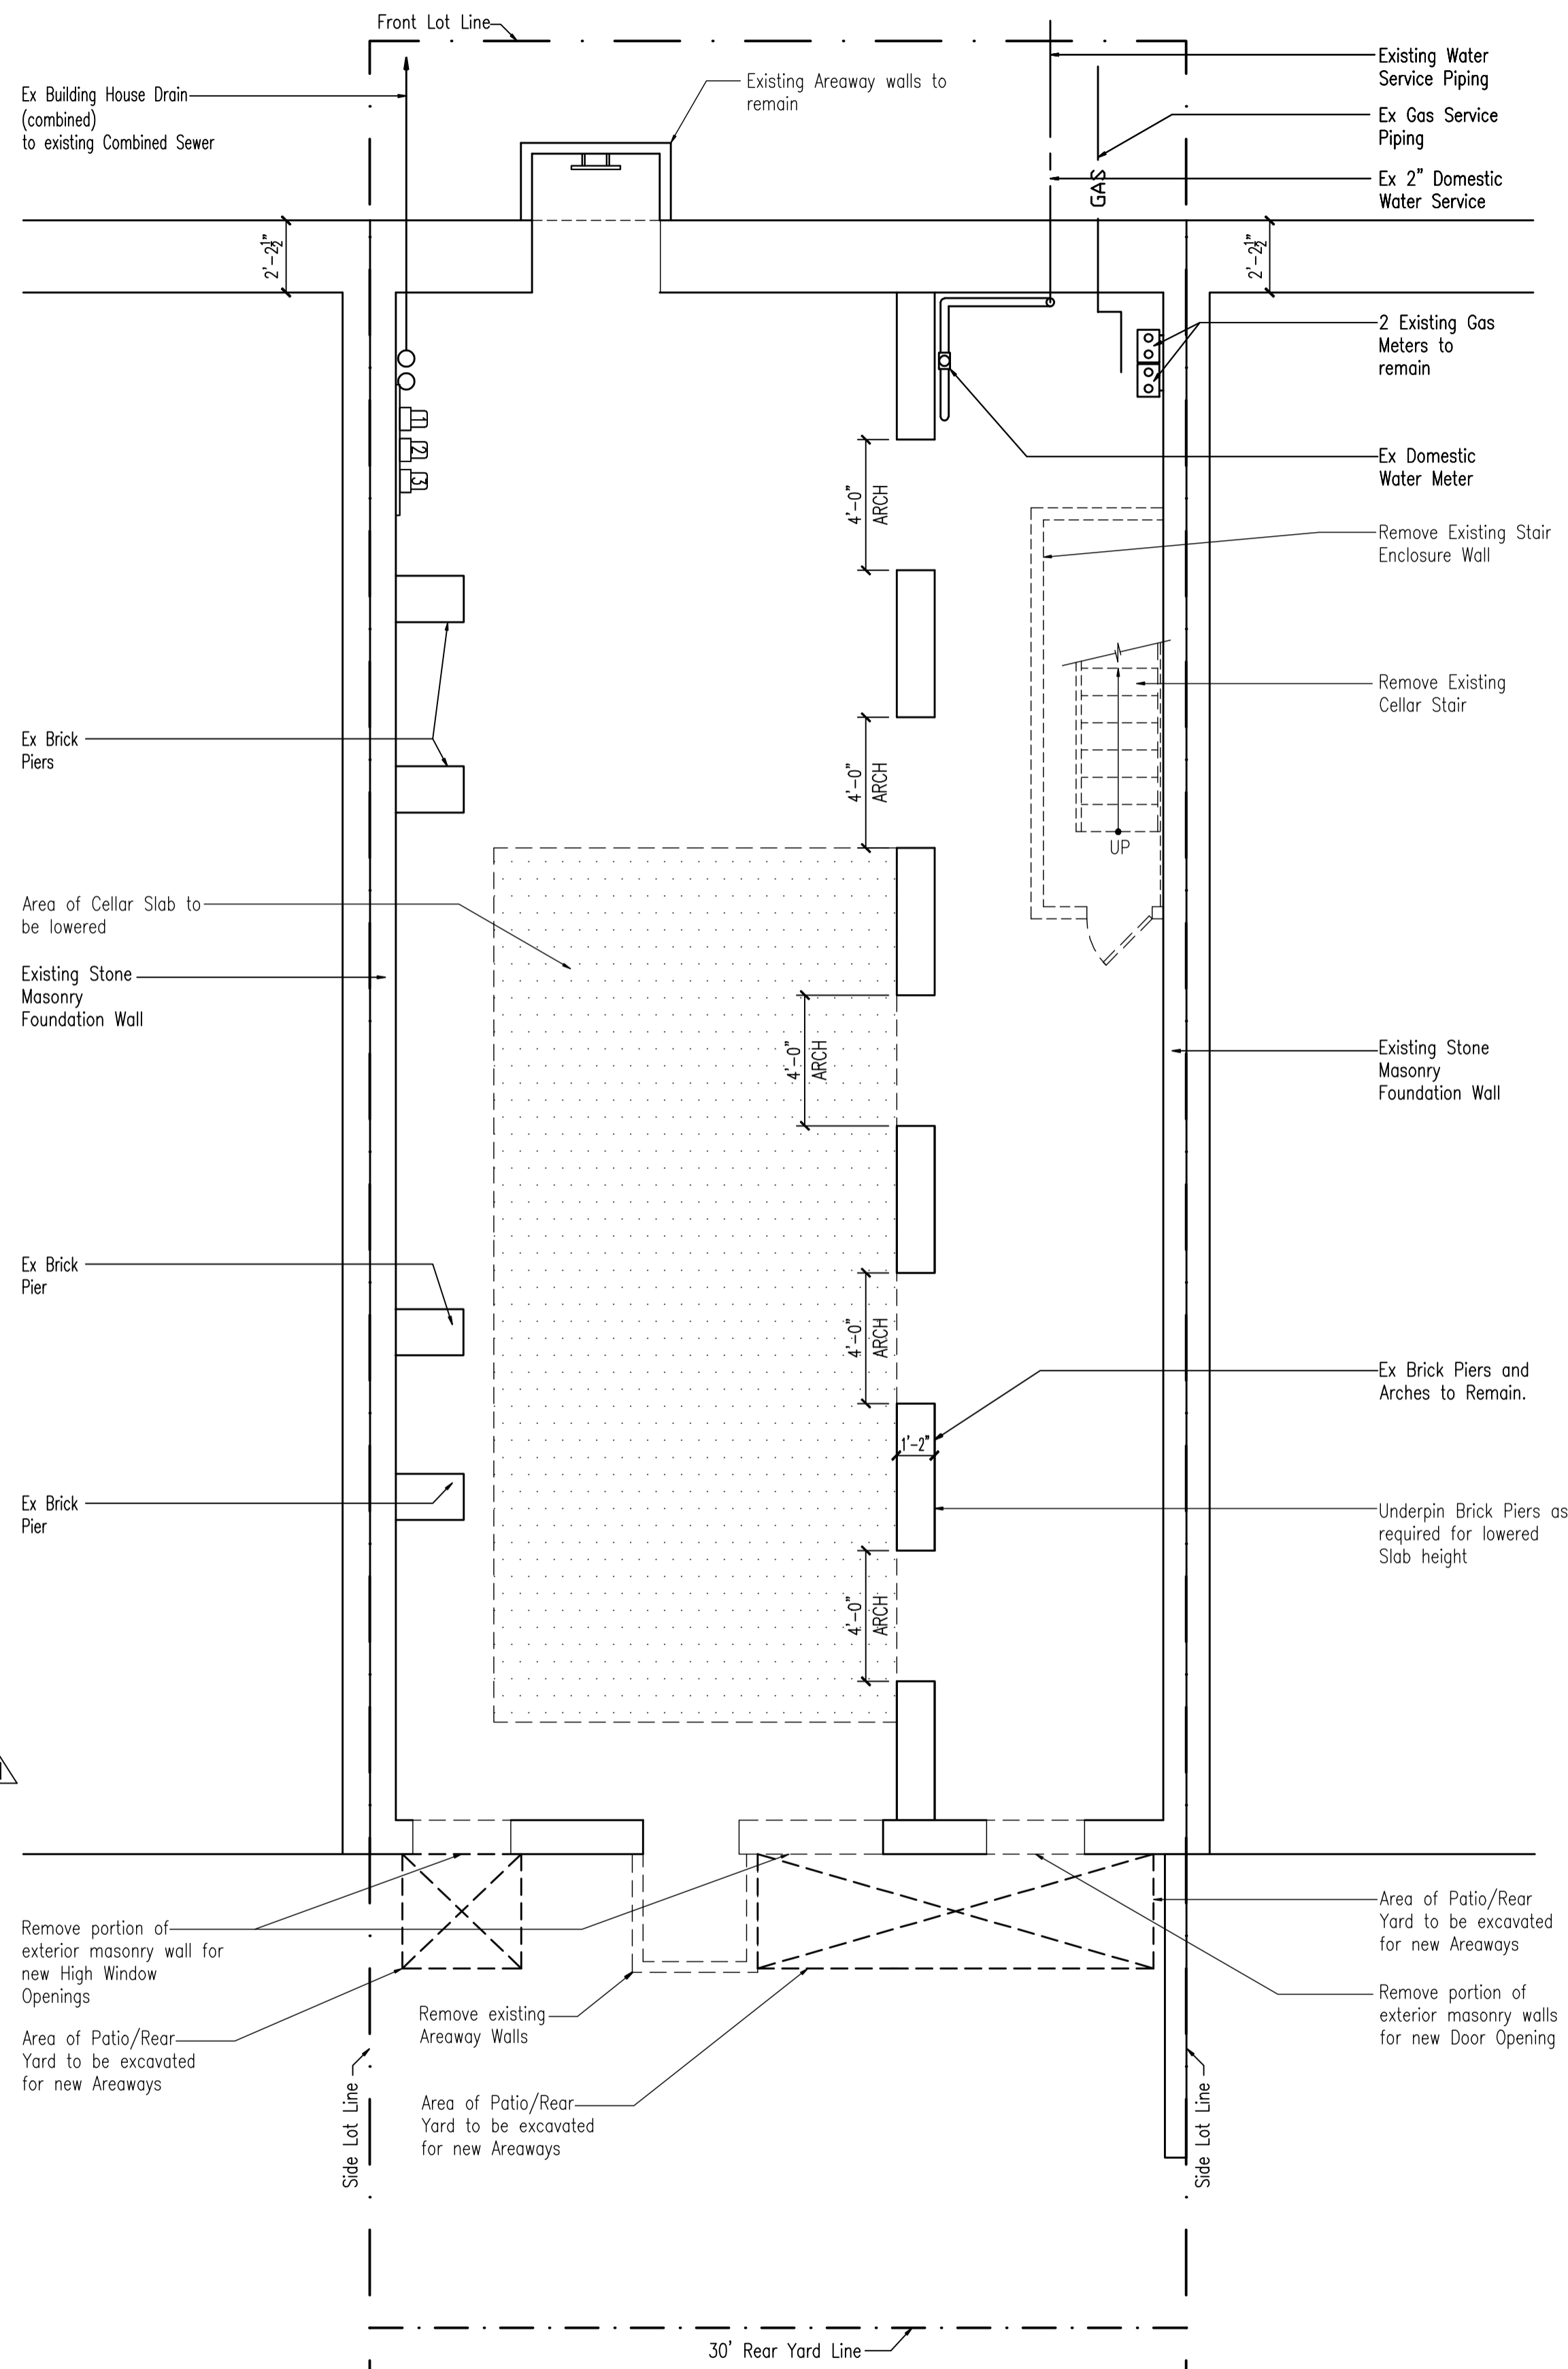 Front Lot Line
Ex Building House Drain
(combined)
to existing Combined Sewer
Existing Areaway walls to
remain
Existing Water
Service Piping
Ex Gas Service
Piping
Ex 2" Domestic
Water Service
GAS
2'-2½"
2'-2½"
2 Existing Gas
Meters to
remain
1
2
3
Ex Domestic
Water Meter
4'-0"
ARCH
Remove Existing Stair
Enclosure Wall
Remove Existing
Cellar Stair
Ex Brick
Piers
4'-0"
ARCH
UP
Area of Cellar Slab to
be lowered
Existing Stone
Masonry
Foundation Wall
4'-0"
ARCH
Existing Stone
Masonry
Foundation Wall
Ex Brick
Pier
4'-0"
ARCH
Ex Brick Piers and
Arches to Remain.
1'-2"
Ex Brick
Pier
Underpin Brick Piers as
required for lowered
Slab height
4'-0"
ARCH
Remove portion of
exterior masonry wall for
new High Window
Openings
Area of Patio/Rear
Yard to be excavated
for new Areaways
Remove existing
Areaway Walls
Area of Patio/Rear
Yard to be excavated
for new Areaways
Area of Patio/Rear
Yard to be excavated
for new Areaways
Remove portion of
exterior masonry walls
for new Door Opening
Side Lot Line
Side Lot Line
30' Rear Yard Line